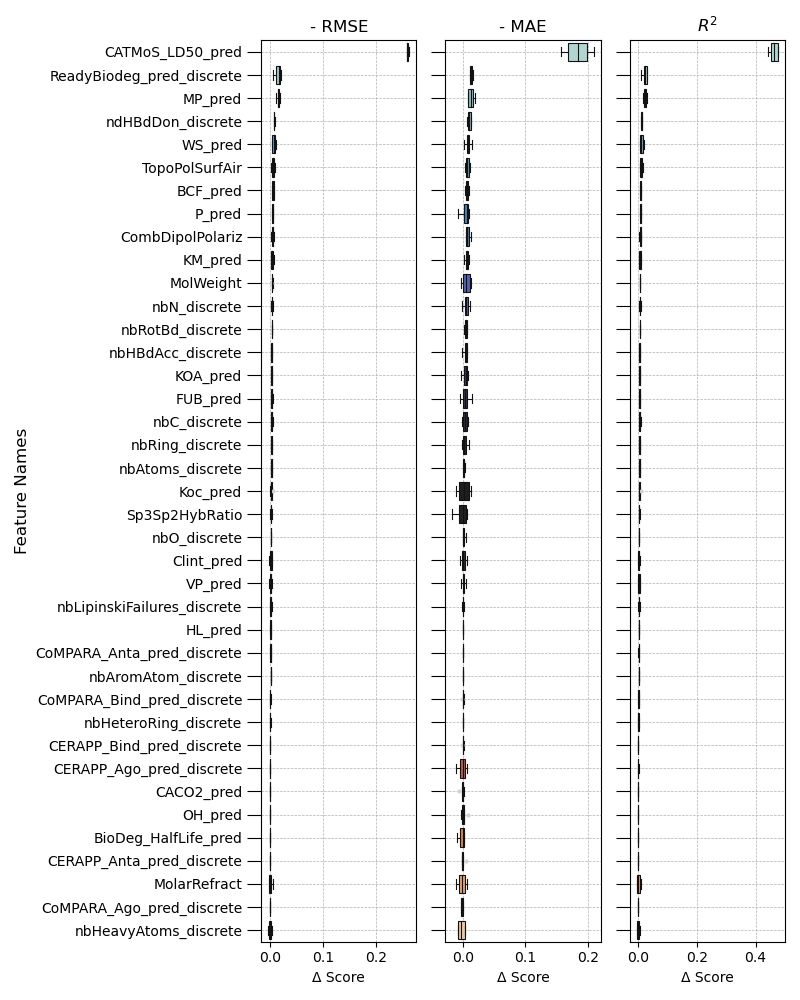 - RMSE
- MAE
R²
Feature Names
CATMoS_LD50_pred
ReadyBiodeg_pred_discrete
MP_pred
ndHBdDon_discrete
WS_pred
TopoPolSurfAir
BCF_pred
P_pred
CombDipolPolariz
KM_pred
MolWeight
nbN_discrete
nbRotBd_discrete
nbHBdAcc_discrete
KOA_pred
FUB_pred
nbC_discrete
nbRing_discrete
nbAtoms_discrete
Koc_pred
Sp3Sp2HybRatio
nbO_discrete
Clint_pred
VP_pred
nbLipinskiFailures_discrete
HL_pred
CoMPARA_Anta_pred_discrete
nbAromAtom_discrete
CoMPARA_Bind_pred_discrete
nbHeteroRing_discrete
CERAPP_Bind_pred_discrete
CERAPP_Ago_pred_discrete
CACO2_pred
OH_pred
BioDeg_HalfLife_pred
CERAPP_Anta_pred_discrete
MolarRefract
CoMPARA_Ago_pred_discrete
nbHeavyAtoms_discrete
0.0 0.1 0.2
Δ Score
0.0 0.1 0.2
Δ Score
0.0 0.2 0.4
Δ Score